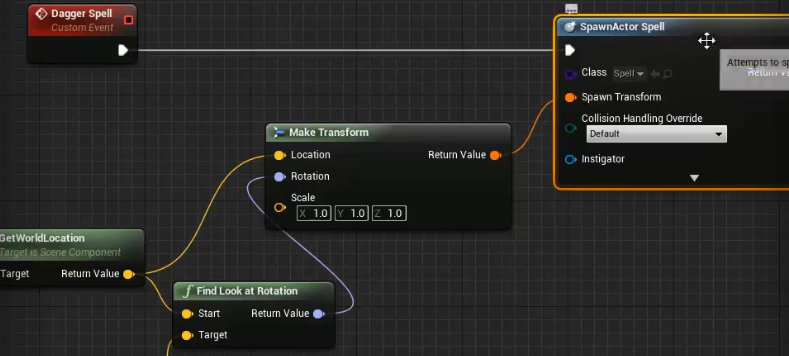 Dagger Spell
Custom Event
SpawnActor Spell
Class Spell
Attempts to sp
Return Va
Spawn Transform
Collision Handling Override
Default
Instigator
Make Transform
Location
Return Value
Rotation
Scale
X 1.0 Y 1.0 Z 1.0
GetWorldLocation
Target is Scene Component
Target Return Value
f Find Look at Rotation
Start Return Value
Target